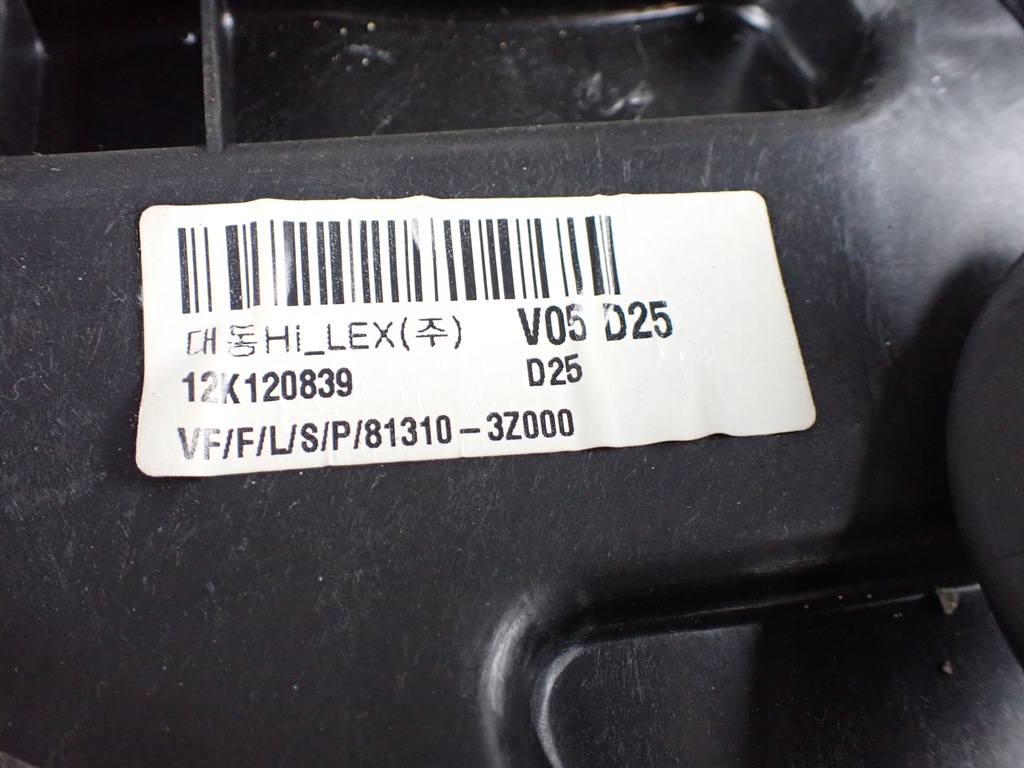 대동Hi_LEX(주) V05 D25
12K120839 D25
VF/F/L/S/P/81310-3Z000